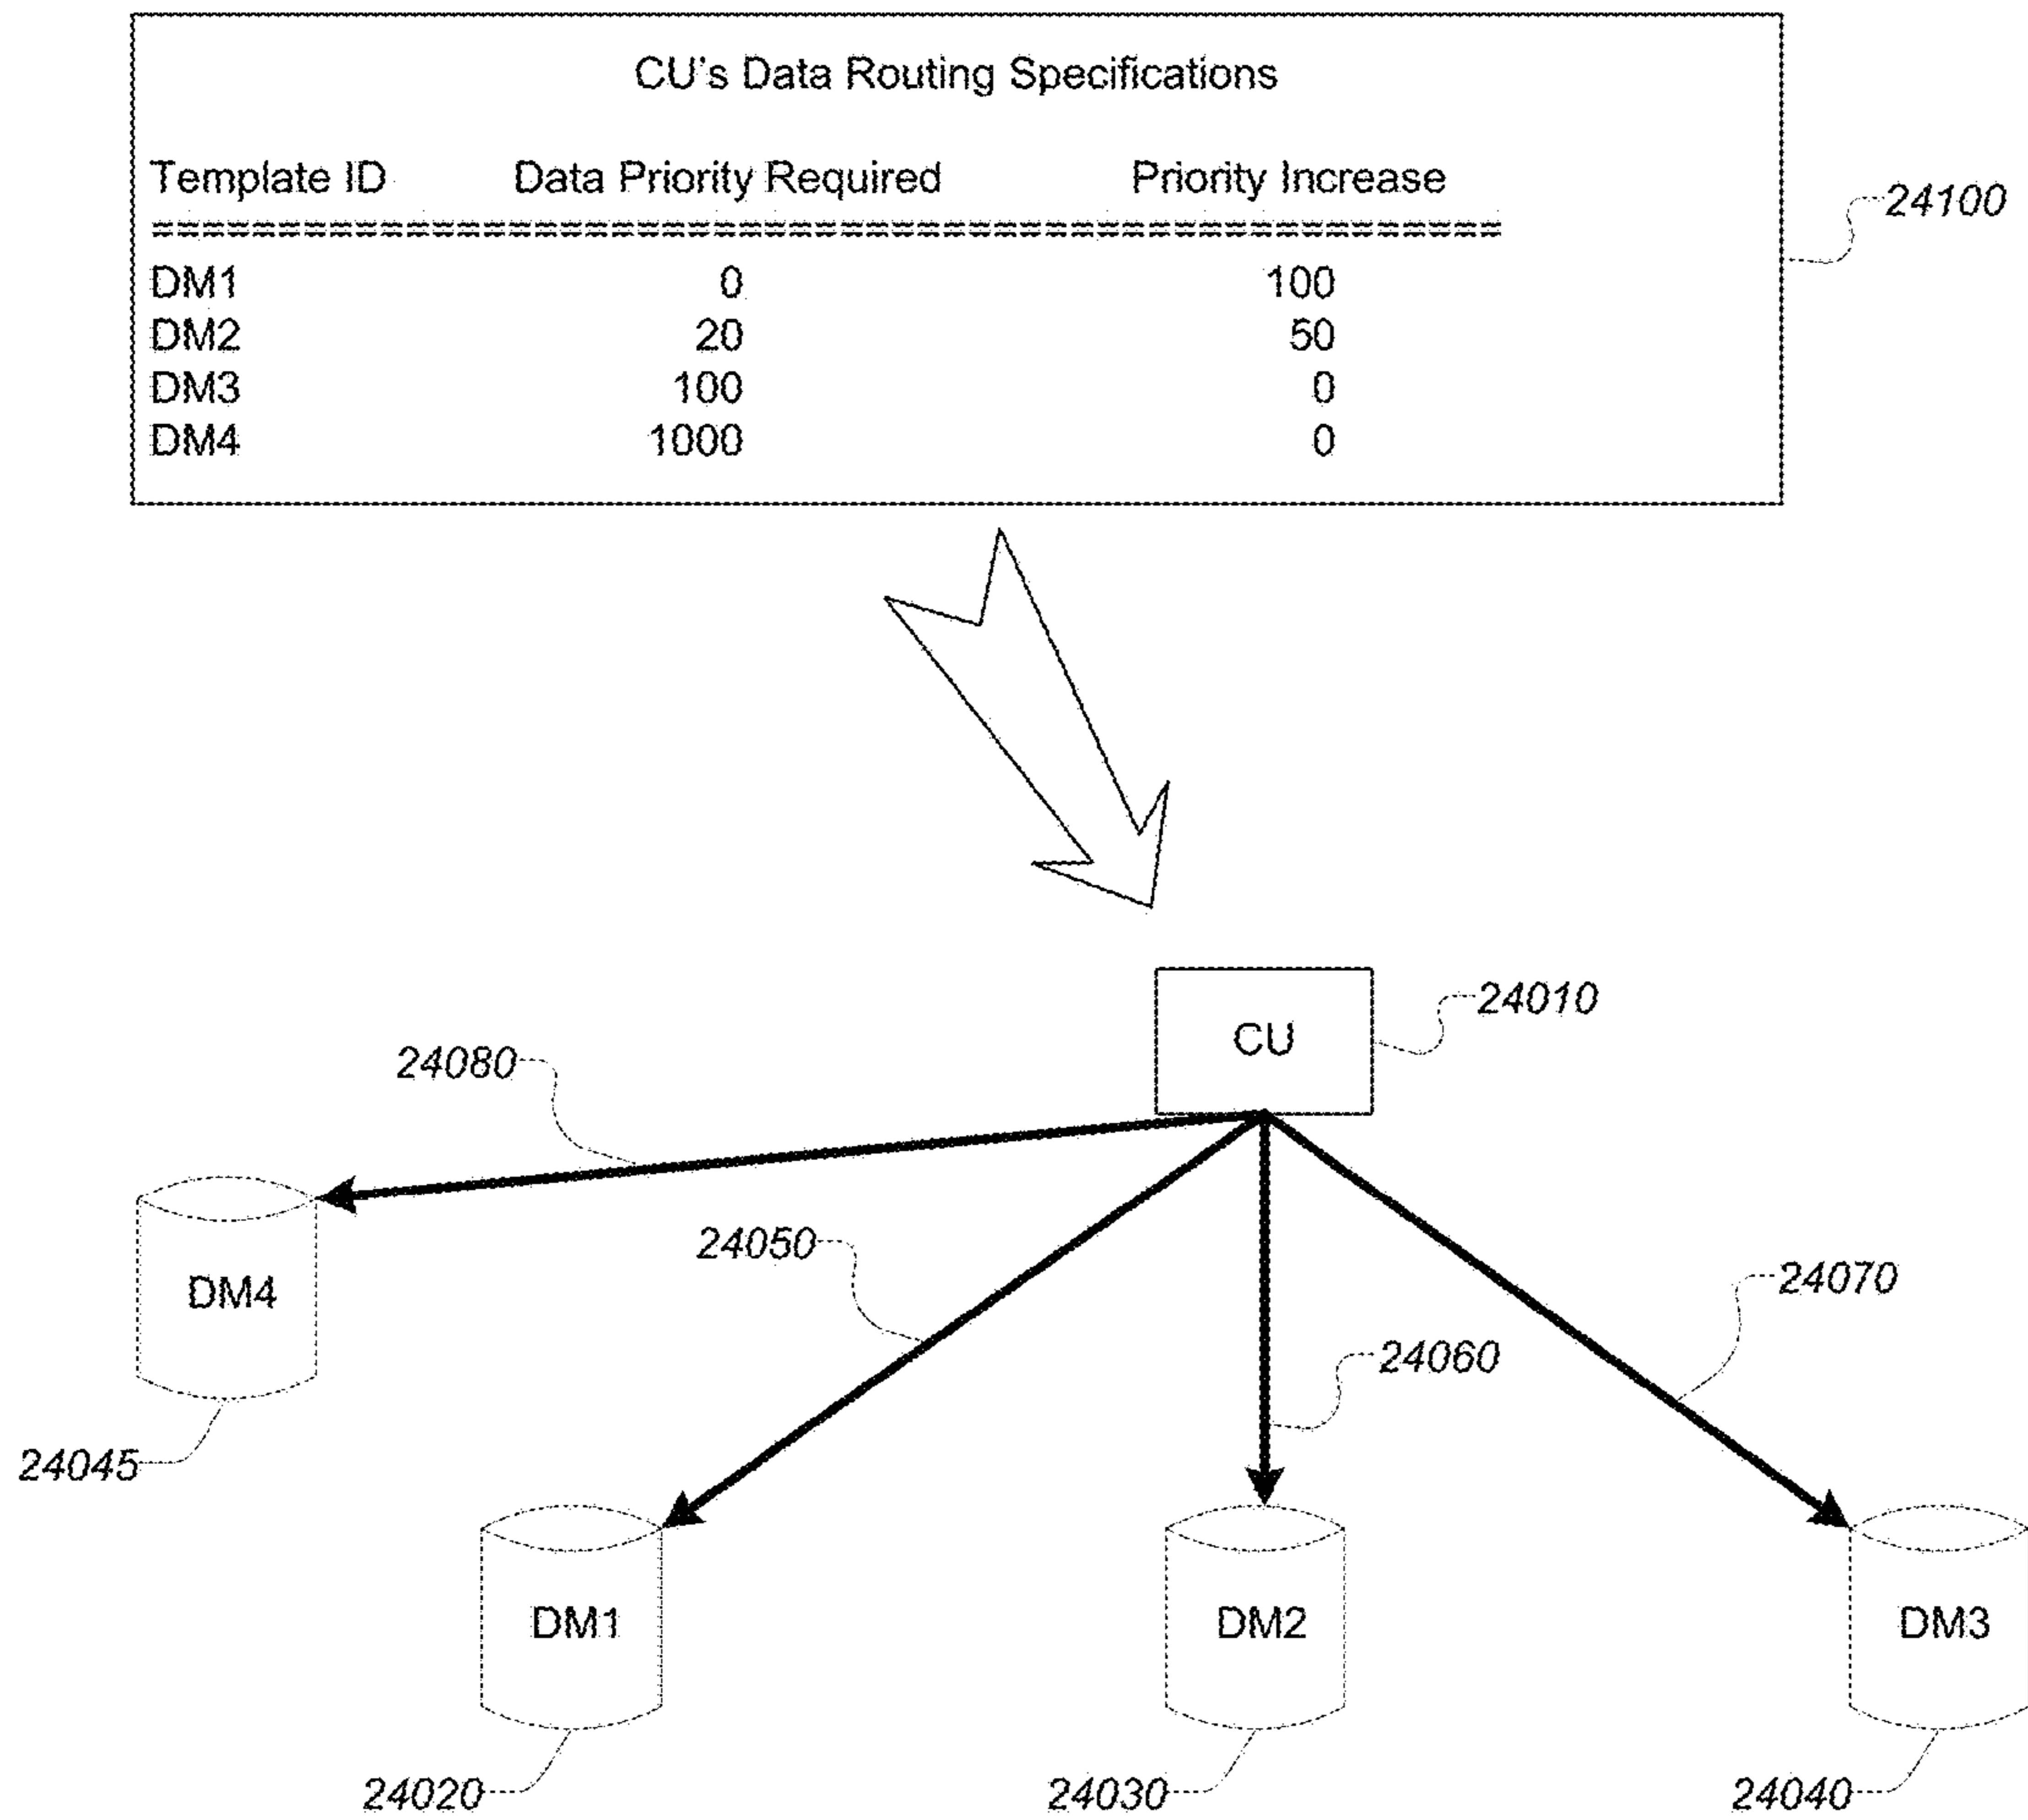 CU's Data Routing Specifications
Template ID Data Priority Required Priority Increase
=====================================================
DM1 0 100
DM2 20 50
DM3 100 0
DM4 1000 0
24100
CU
24010
24080
24050
24060
24070
DM4
24045
DM1
DM2
DM3
24020
24030
24040